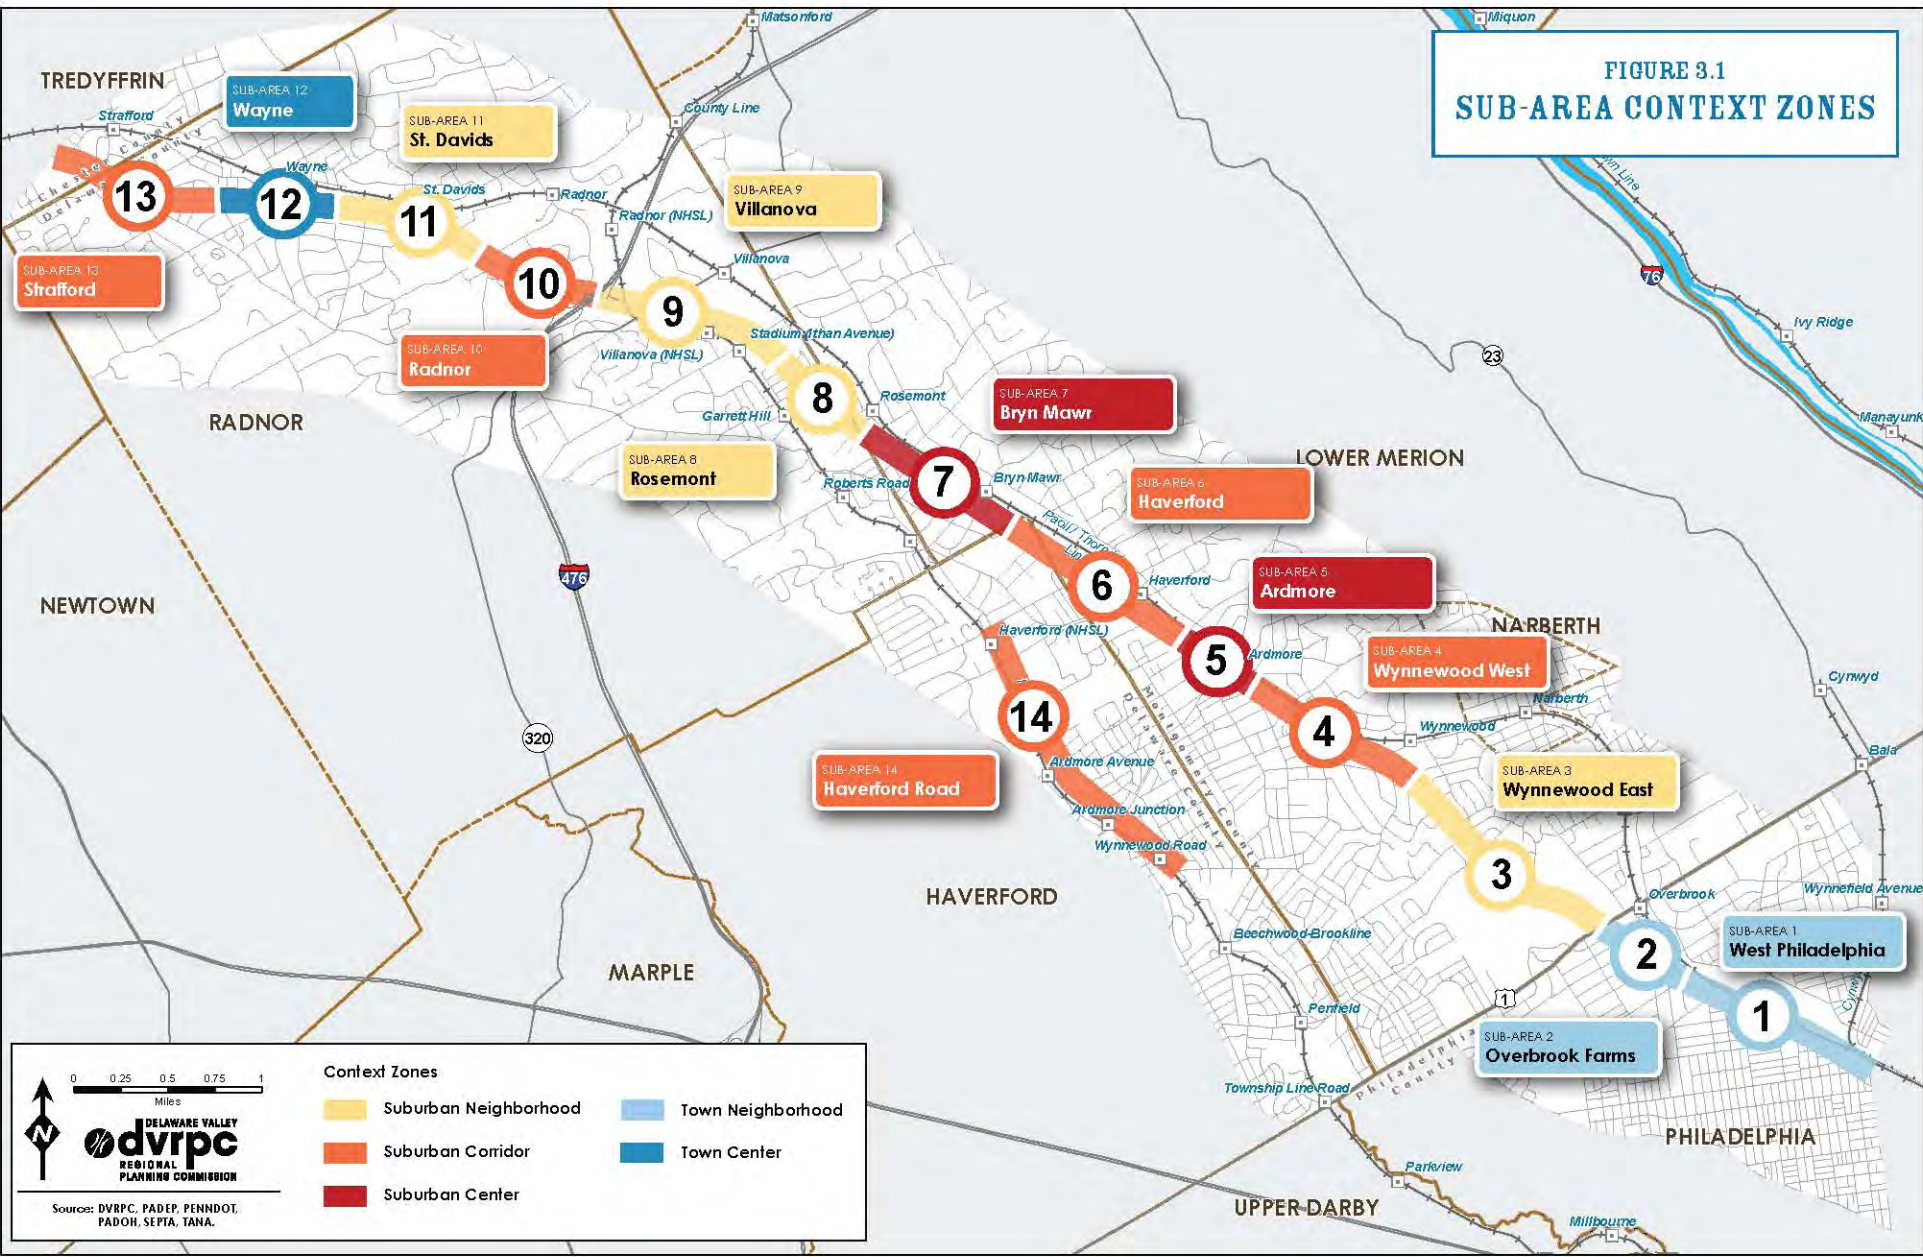 Matsonford
Miquon
FIGURE 3.1
SUB-AREA CONTEXT ZONES
TREDYFFRIN
SUB-AREA 12
Wayne
Strafford
SUB-AREA 11
St. Davids
County Line
Chester County
Delaware County
Wayne
St. Davids
Radnor
Radnor (NHSL)
SUB-AREA 9
Villanova
13
12
11
10
9
Villanova
SUB-AREA 13
Strafford
76
Ivy Ridge
23
Stadium (Ithan Avenue)
Villanova (NHSL)
SUB-AREA 10
Radnor
8
Rosemont
Garrett Hill
RADNOR
SUB-AREA 7
Bryn Mawr
Manayunk
LOWER MERION
SUB-AREA 8
Rosemont
Roberts Road
7
Bryn Mawr
SUB-AREA 6
Haverford
Paoli / Thorn
Line
476
6
Haverford
SUB-AREA 5
Ardmore
NEWTOWN
NARBERTH
Haverford (NHSL)
5
Ardmore
SUB-AREA 4
Wynnewood West
Cynwyd
Narberth
14
4
Wynnewood
320
Montgomery County
Delaware County
Bala
SUB-AREA 14
Haverford Road
Ardmore Avenue
SUB-AREA 3
Wynnewood East
Ardmore Junction
Wynnewood Road
3
HAVERFORD
Overbrook
Wynnefield Avenue
Beechwood-Brookline
2
SUB-AREA 1
West Philadelphia
MARPLE
1
Penfield
1
SUB-AREA 2
Overbrook Farms
Philadelphia
County
Township Line Road
PHILADELPHIA
Parkview
UPPER DARBY
Millbourne
0 0.25 0.5 0.75 1
Miles
N
DELAWARE VALLEY
dvrpc
REGIONAL
PLANNING COMMISSION
Source: DVRPC, PADEP, PENNDOT,
PADOH, SEPTA, TANA.
Context Zones
Suburban Neighborhood
Suburban Corridor
Suburban Center
Town Neighborhood
Town Center